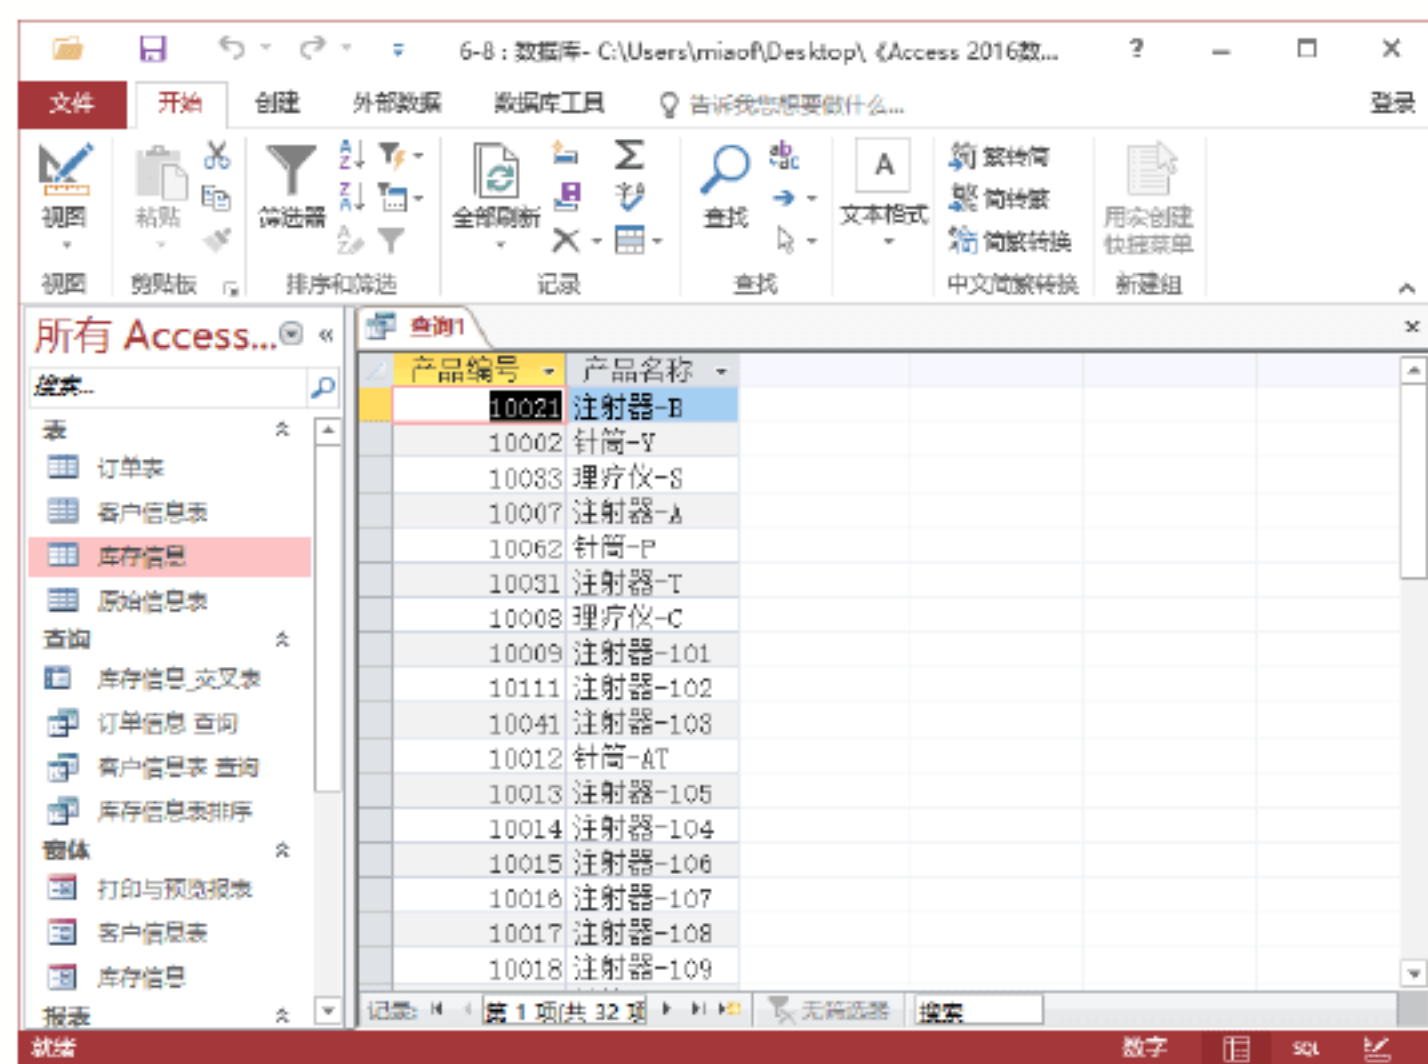 6-8 : 数据库- C:\Users\miaof\Desktop\《Access 2016数... ?
文件 开始 创建 外部数据 数据库工具 告诉我您想要做什么... 登录
视图 粘贴 筛选器 全部刷新 查找 文本格式 繁转简 简转繁 简繁转换 用宏创建快捷菜单
视图 剪贴板 排序和筛选 记录 查找 中文简繁转换 新建组
所有 Access...
搜索...
表
订单表
客户信息表
库存信息
原始信息表
查询
库存信息_交叉表
订单信息 查询
客户信息表 查询
库存信息表排序
窗体
打印与预览报表
客户信息表
库存信息
报表
查询1
产品编号 产品名称
10021 注射器-B
10002 针筒-Y
10033 理疗仪-S
10007 注射器-A
10062 针筒-P
10031 注射器-T
10008 理疗仪-C
10009 注射器-101
10111 注射器-102
10041 注射器-103
10012 针筒-AT
10013 注射器-105
10014 注射器-104
10015 注射器-106
10016 注射器-107
10017 注射器-108
10018 注射器-109
记录: 第 1 项(共 32 项 无筛选器 搜索
就绪 数字 SQL